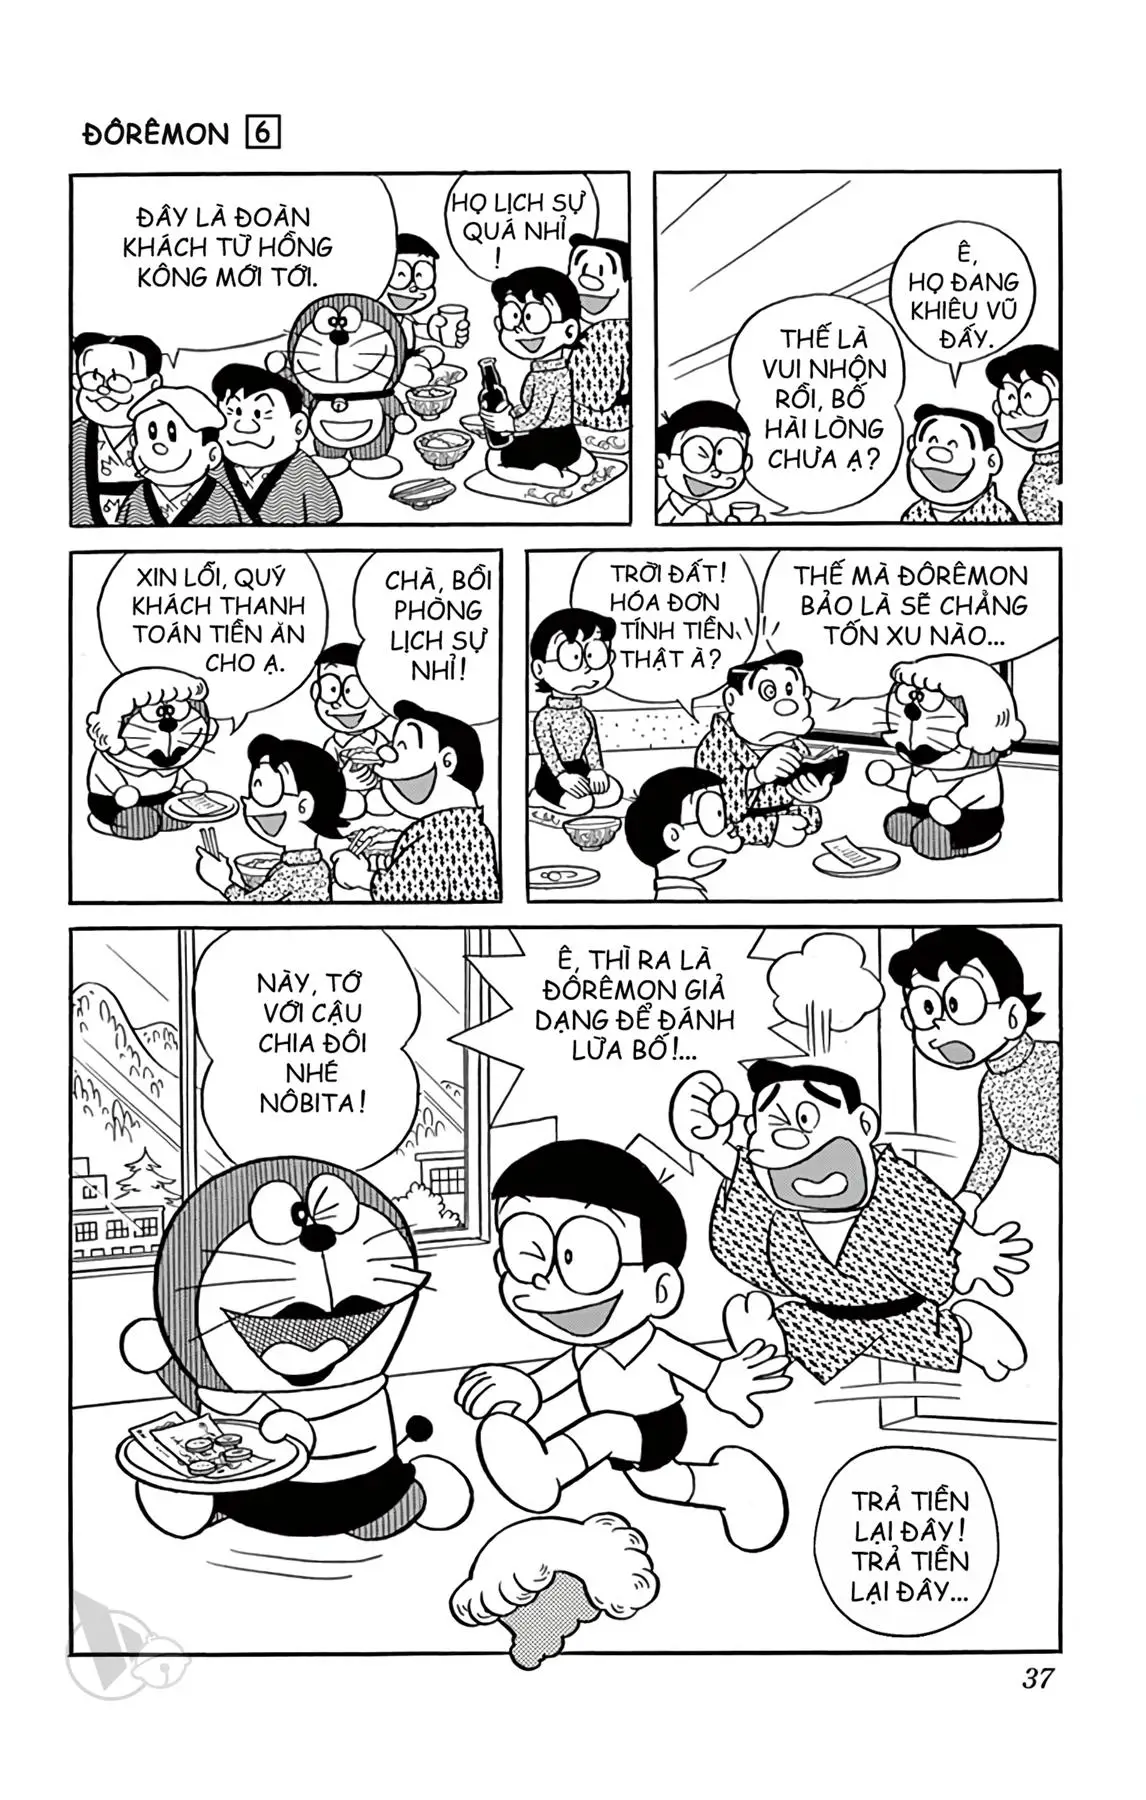 ĐÔRÊMON 6
ĐÂY LÀ ĐOÀN
KHÁCH TỪ HỒNG
KÔNG MỚI TỚI.
HỌ LỊCH SỰ
QUÁ NHỈ
!
Ê,
HỌ ĐANG
KHIÊU VŨ
ĐẤY.
THẾ LÀ
VUI NHỘN
RỒI, BỐ
HÀI LÒNG
CHƯA Ạ?
XIN LỖI, QUÝ
KHÁCH THANH
TOÁN TIỀN ĂN
CHO Ạ.
CHÀ, BỒI
PHÒNG
LỊCH SỰ
NHỈ!
TRỜI ĐẤT!
HÓA ĐƠN
TÍNH TIỀN
THẬT À?
THẾ MÀ ĐÔRÊMON
BẢO LÀ SẼ CHẲNG
TỐN XU NÀO...
NÀY, TỚ
VỚI CẬU
CHIA ĐÔI
NHÉ
NÔBITA!
Ê, THÌ RA LÀ
ĐÔRÊMON GIẢ
DẠNG ĐỂ ĐÁNH
LỪA BỐ!...
TRẢ TIỀN
LẠI ĐÂY!
TRẢ TIỀN
LẠI ĐÂY...
37